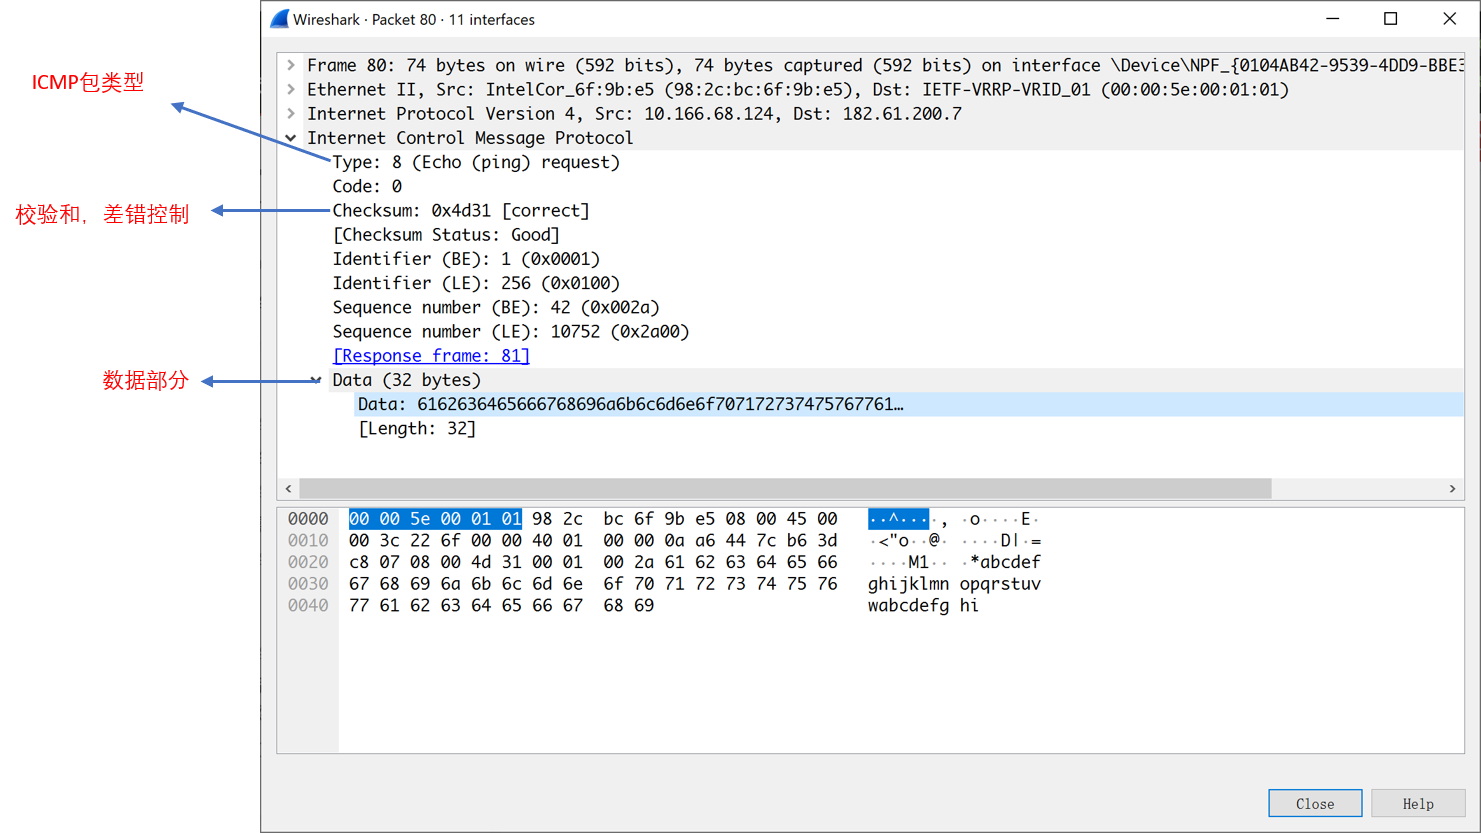 Wireshark · Packet 80 · 11 interfaces
ICMP包类型
校验和，差错控制
数据部分
Frame 80: 74 bytes on wire (592 bits), 74 bytes captured (592 bits) on interface \Device\NPF_{0104AB42-9539-4DD9-BBE3
Ethernet II, Src: IntelCor_6f:9b:e5 (98:2c:bc:6f:9b:e5), Dst: IETF-VRRP-VRID_01 (00:00:5e:00:01:01)
Internet Protocol Version 4, Src: 10.166.68.124, Dst: 182.61.200.7
Internet Control Message Protocol
Type: 8 (Echo (ping) request)
Code: 0
Checksum: 0x4d31 [correct]
[Checksum Status: Good]
Identifier (BE): 1 (0x0001)
Identifier (LE): 256 (0x0100)
Sequence number (BE): 42 (0x002a)
Sequence number (LE): 10752 (0x2a00)
[Response frame: 81]
Data (32 bytes)
Data: 6162636465666768696a6b6c6d6e6f707172737475767761…
[Length: 32]
0000 00 00 5e 00 01 01 98 2c bc 6f 9b e5 08 00 45 00 ··^····, ·o····E·
0010 00 3c 22 6f 00 00 40 01 00 00 0a a6 44 7c b6 3d ·<"o··@· ····D|·=
0020 c8 07 08 00 4d 31 00 01 00 2a 61 62 63 64 65 66 ····M1·· ·*abcdef
0030 67 68 69 6a 6b 6c 6d 6e 6f 70 71 72 73 74 75 76 ghijklmn opqrstuv
0040 77 61 62 63 64 65 66 67 68 69 wabcdefg hi
Close
Help